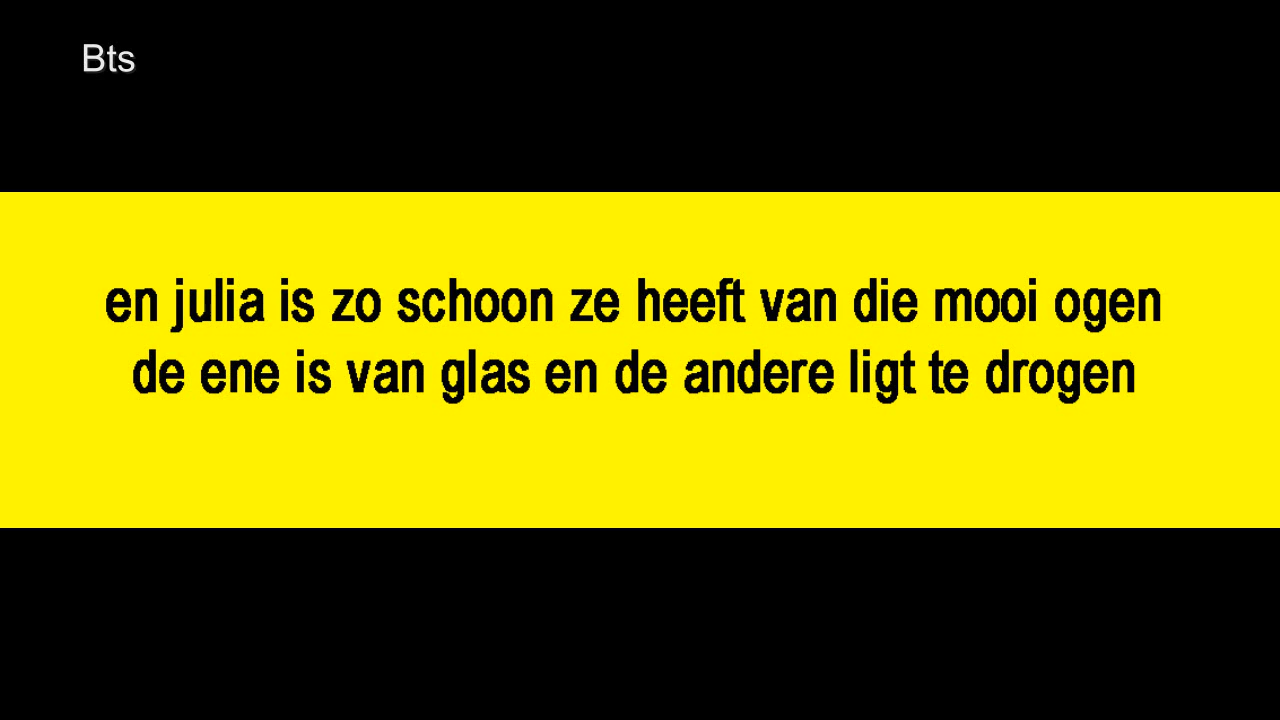 Bts
en julia is zo schoon ze heeft van die mooi ogen
de ene is van glas en de andere ligt te drogen